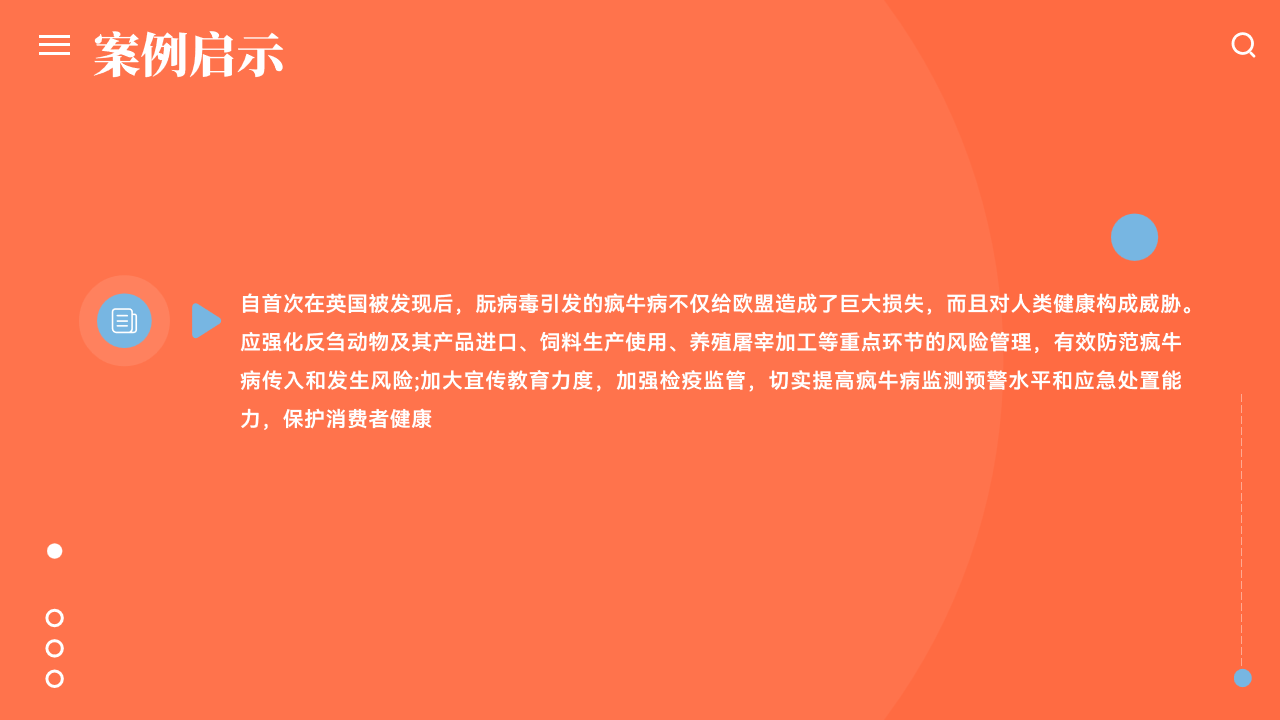 案例启示
自首次在英国被发现后，朊病毒引发的疯牛病不仅给欧盟造成了巨大损失，而且对人类健康构成威胁。
应强化反刍动物及其产品进口、饲料生产使用、养殖屠宰加工等重点环节的风险管理，有效防范疯牛
病传入和发生风险;加大宣传教育力度，加强检疫监管，切实提高疯牛病监测预警水平和应急处置能
力，保护消费者健康